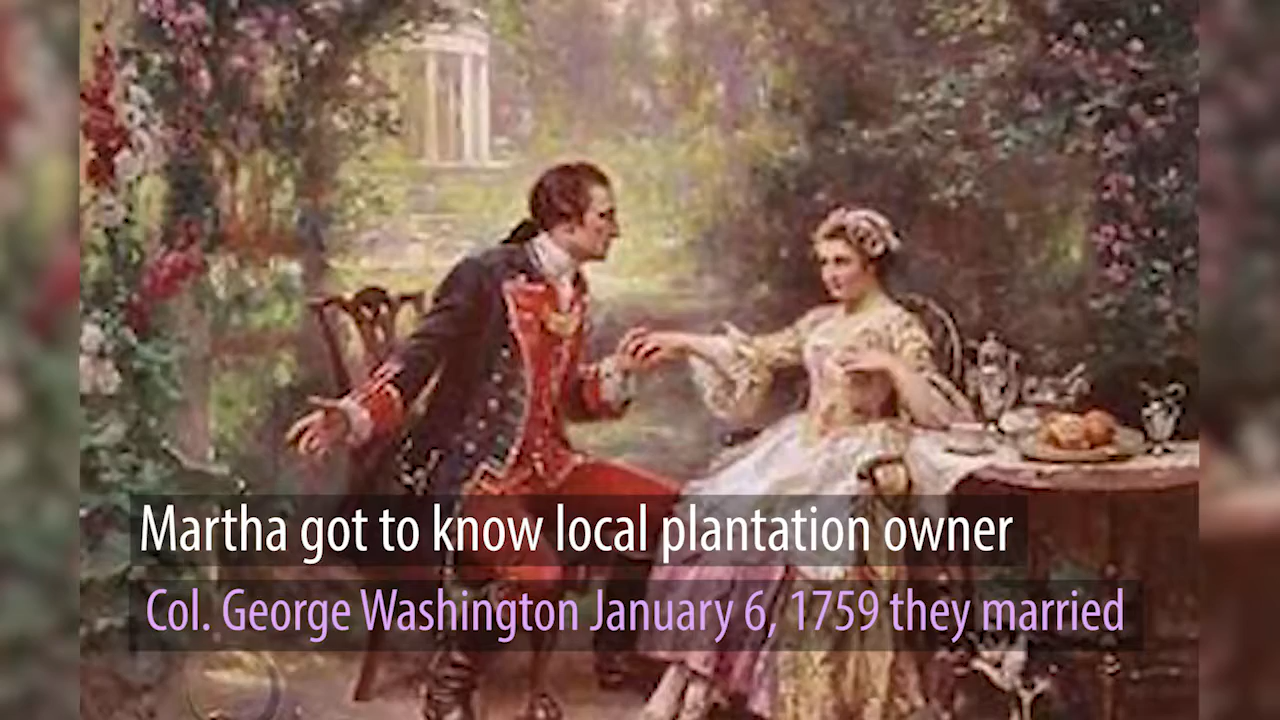 Martha got to know local plantation owner
Col. George Washington January 6, 1759 they married